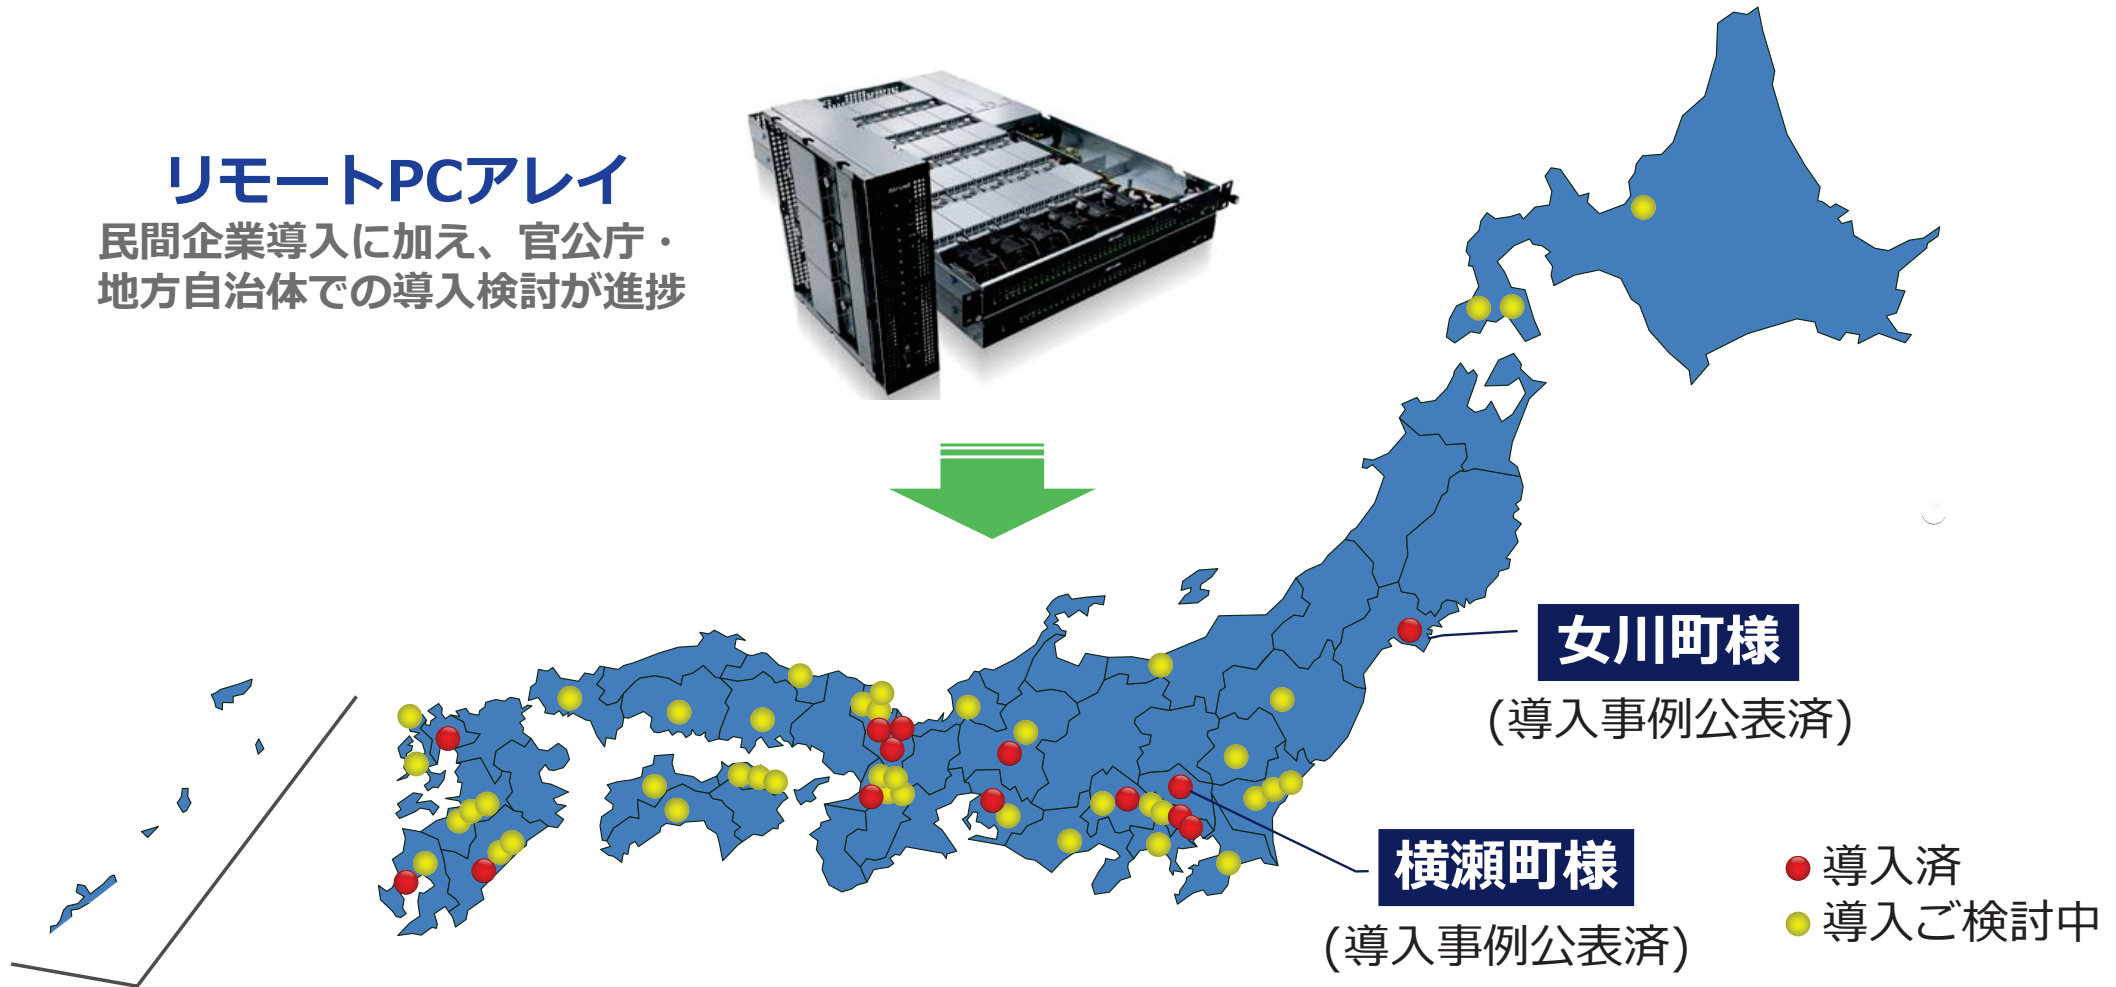 リモートPCアレイ
民間企業導入に加え、官公庁・
地方自治体での導入検討が進捗
女川町様
(導入事例公表済)
横瀬町様
(導入事例公表済)
導入済
導入ご検討中